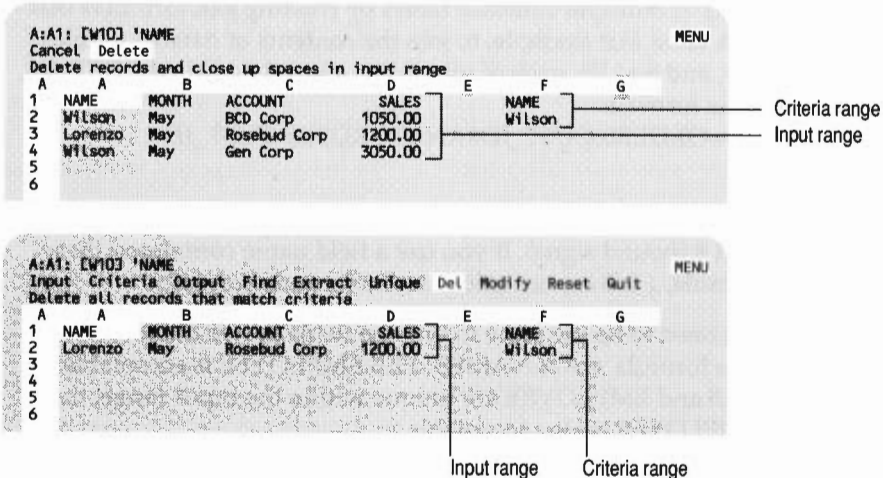 A:A1: [W10] 'NAME MENU
Cancel Delete
Delete records and close up spaces in input range
A A B C D E F G
1 NAME MONTH ACCOUNT SALES NAME
2 Wilson May BCD Corp 1050.00 Wilson
3 Lorenzo May Rosebud Corp 1200.00
4 Wilson May Gen Corp 3050.00
5
6
Criteria range
Input range
A:A1: [W10] 'NAME MENU
Input Criteria Output Find Extract Unique Del Modify Reset Quit
Delete all records that match criteria
A A B C D E F G
1 NAME MONTH ACCOUNT SALES NAME
2 Lorenzo May Rosebud Corp 1200.00 Wilson
3
4
5
6
Input range Criteria range